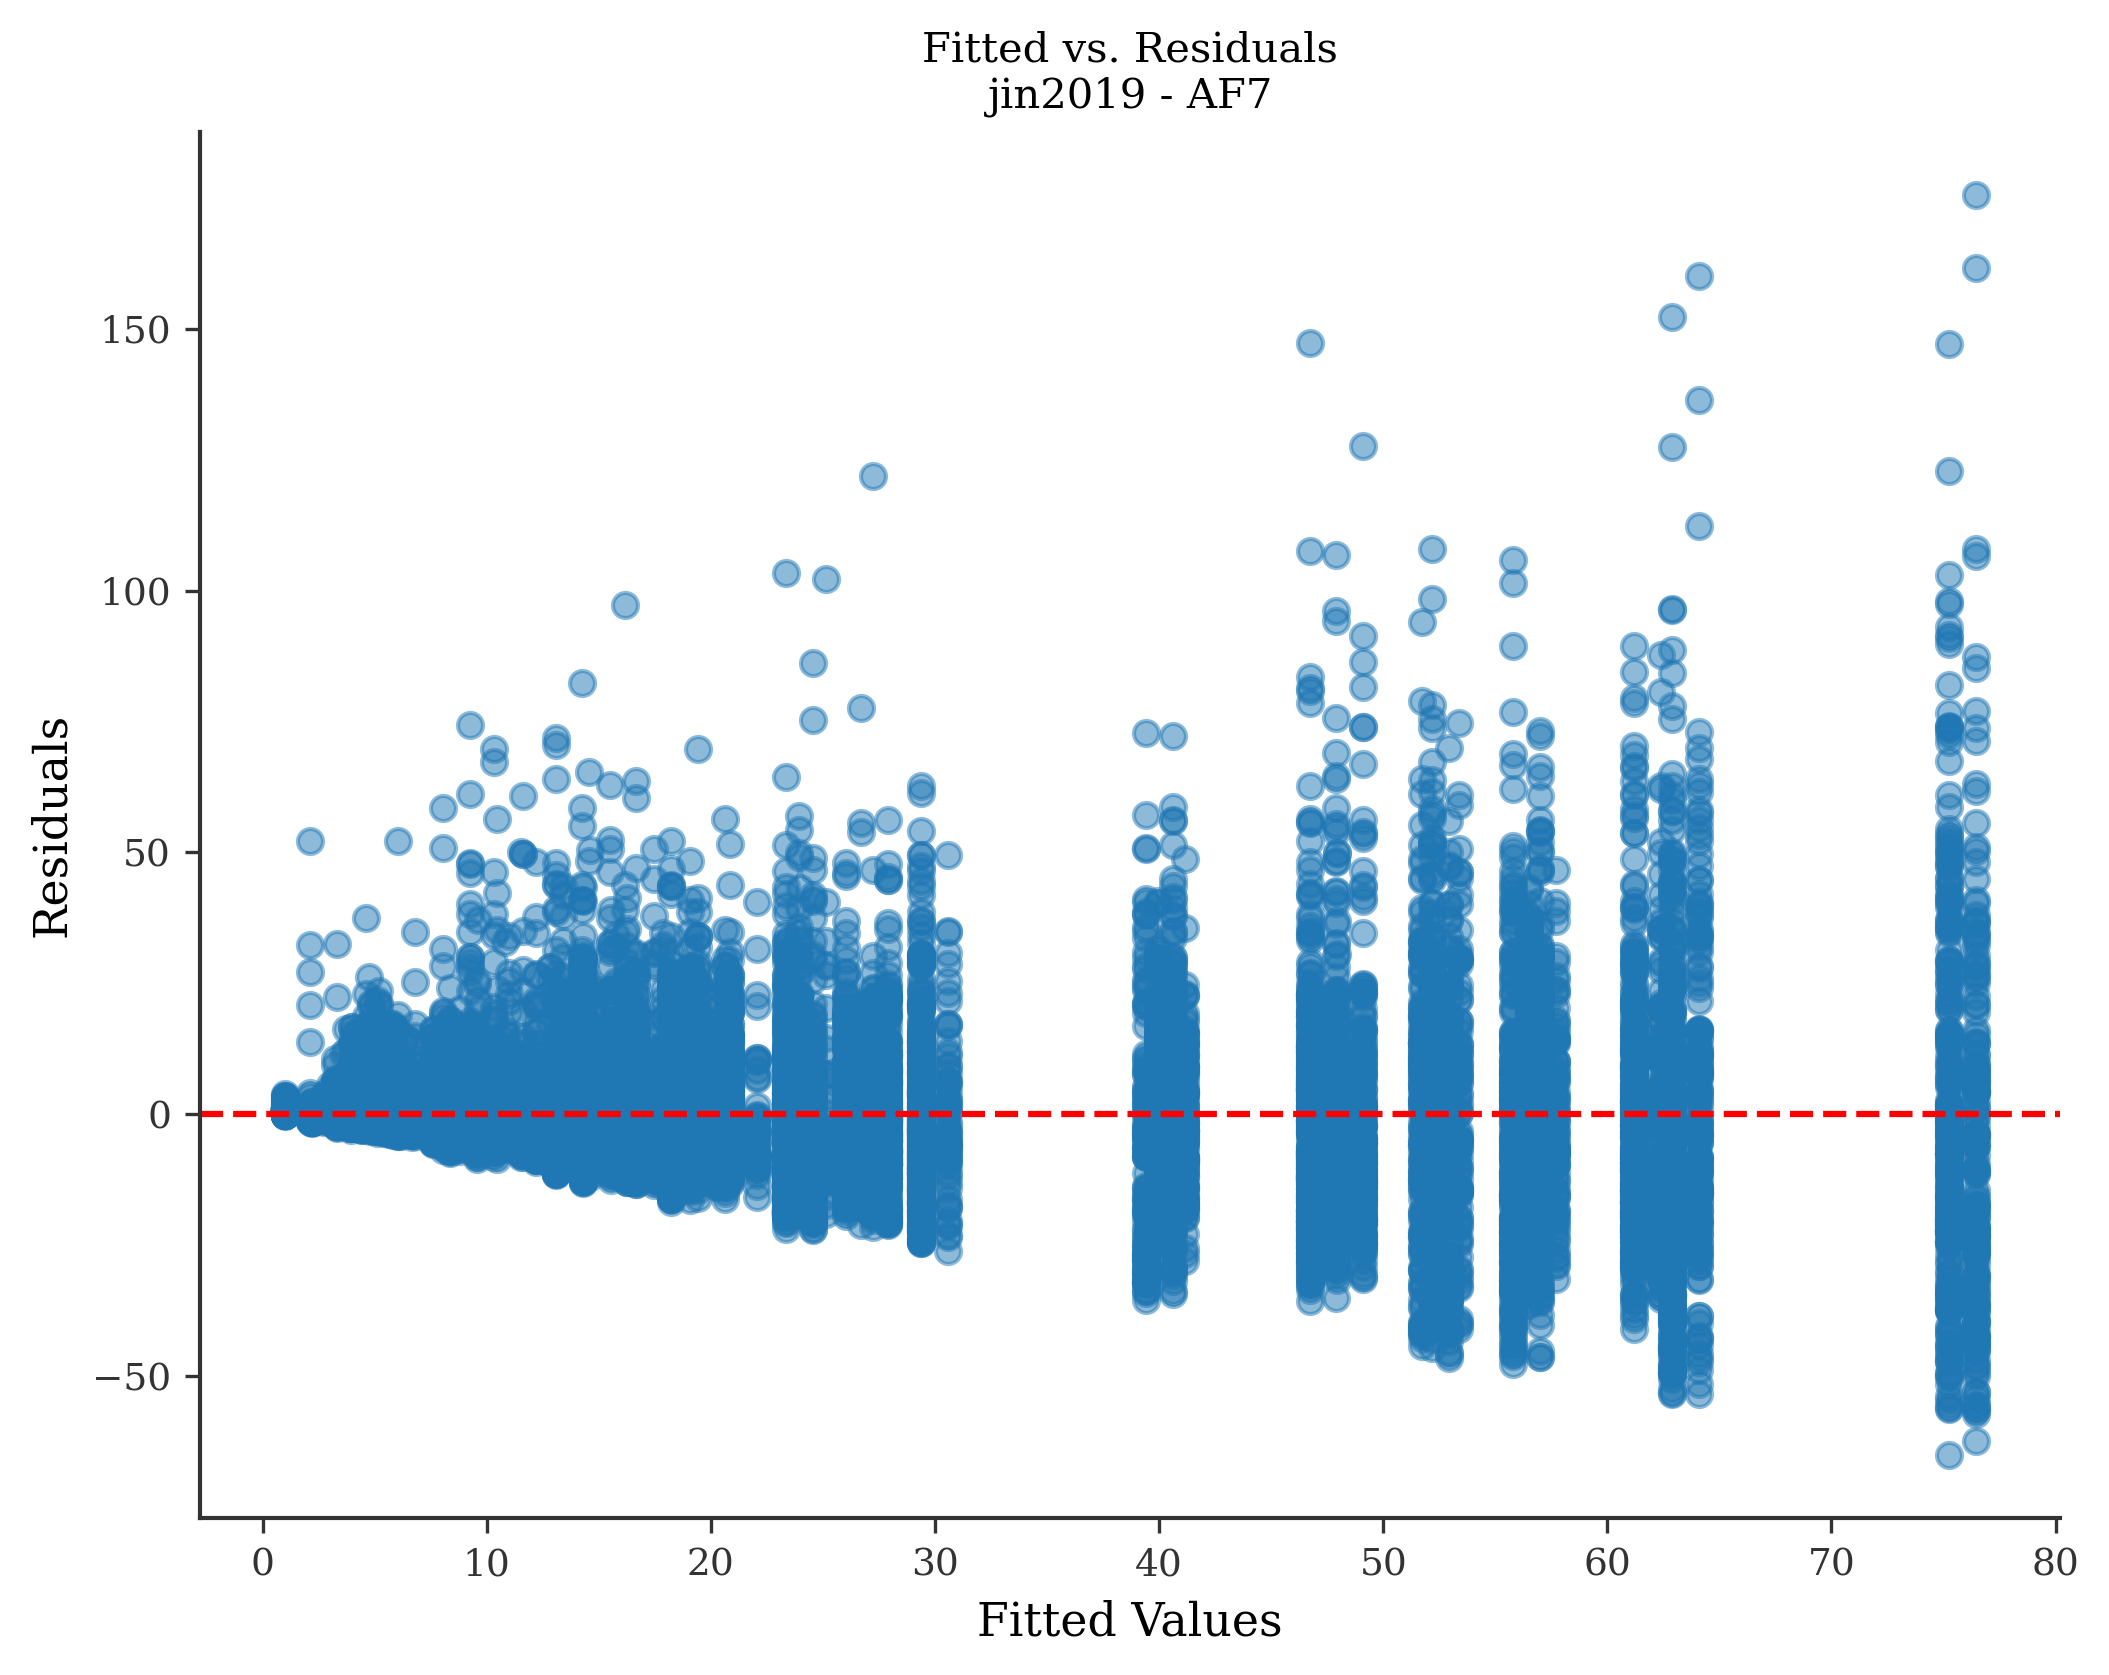 Fitted vs. Residuals
jin2019 - AF7
Residuals
150
100
50
0
−50
0 10 20 30 40 50 60 70 80
Fitted Values